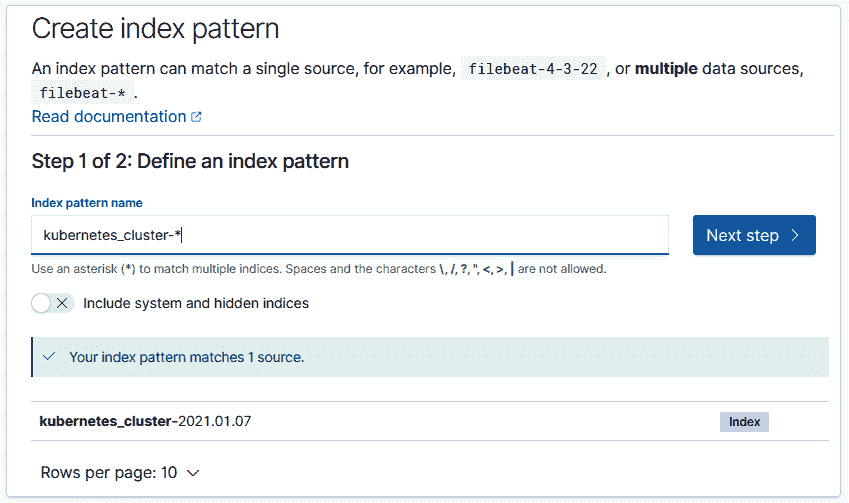 Create index pattern
An index pattern can match a single source, for example, filebeat-4-3-22 , or multiple data sources,
filebeat-* .
Read documentation
Step 1 of 2: Define an index pattern
Index pattern name
kubernetes_cluster-*
Next step
Use an asterisk (*) to match multiple indices. Spaces and the characters \, /, ?, ", <, >, | are not allowed.
Include system and hidden indices
Your index pattern matches 1 source.
kubernetes_cluster-2021.01.07 Index
Rows per page: 10